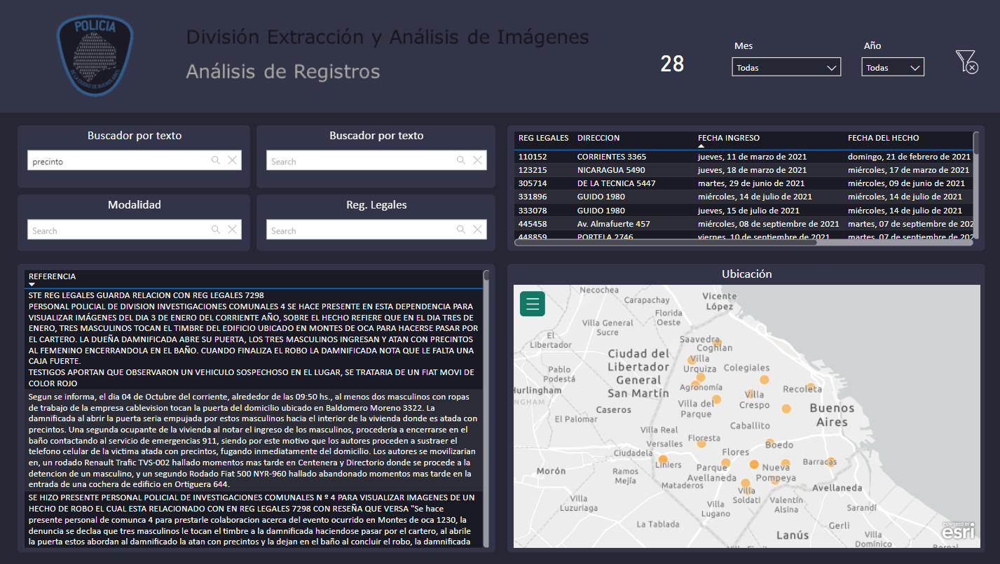 POLICIA
DE LA CIUDAD DE BUENOS AIRES
División Extracción y Análisis de Imágenes
Análisis de Registros
28
Mes
Todas
Año
Todas
Buscador por texto
precinto
Buscador por texto
Search
Modalidad
Search
Reg. Legales
Search
REG LEGALES DIRECCION FECHA INGRESO FECHA DEL HECHO
110152 CORRIENTES 3365 jueves, 11 de marzo de 2021 domingo, 21 de febrero de 2021
123215 NICARAGUA 5490 jueves, 18 de marzo de 2021 miércoles, 17 de marzo de 2021
305714 DE LA TECNICA 5447 martes, 29 de junio de 2021 miércoles, 09 de junio de 2021
331896 GUIDO 1980 miércoles, 14 de julio de 2021 miércoles, 14 de julio de 2021
333078 GUIDO 1980 jueves, 15 de julio de 2021 miércoles, 14 de julio de 2021
445458 Av. Almafuerte 457 miércoles, 08 de septiembre de 2021 martes, 07 de septiembre de 202
448859 PORTELA 2746 viernes, 10 de septiembre de 2021 martes, 07 de septiembre de 202
REFERENCIA
STE REG LEGALES GUARDA RELACION CON REG LEGALES 7298
PERSONAL POLICIAL DE DIVISION INVESTIGACIONES COMUNALES 4 SE HACE PRESENTE EN ESTA DEPENDENCIA PARA
VISUALIZAR IMÁGENES DEL DIA 3 DE ENERO DEL CORRIENTE AÑO, SOBRE EL HECHO REFIERE QUE EN EL DIA TRES DE
ENERO, TRES MASCULINOS TOCAN EL TIMBRE DEL EDIFICIO UBICADO EN MONTES DE OCA PARA HACERSE PASAR POR
EL CARTERO. LA DUEÑA DAMNIFICADA ABRE SU PUERTA, LOS TRES MASCULINOS INGRESAN Y ATAN CON PRECINTOS
AL FEMENINO ENCERRANDOLA EN EL BAÑO. CUANDO FINALIZA EL ROBO LA DAMNIFICADA NOTA QUE LE FALTA UNA
CAJA FUERTE.
TESTIGOS APORTAN QUE OBSERVARON UN VEHICULO SOSPECHOSO EN EL LUGAR, SE TRATARIA DE UN FIAT MOVI DE
COLOR ROJO
Segun se informa, el dia 04 de Octubre del corriente, alrededor de las 09:50 hs., al menos dos masculinos con ropas
de trabajo de la empresa cablevision tocan la puerta del domicilio ubicado en Baldomero Moreno 3322. La
damnificada al abrir la puerta seria empujada por estos masculinos hacia el interior de la vivienda donde es atada con
precintos. Una segunda ocupante de la vivienda al notar el ingreso de los masculinos, procederia a encerrarse en el
baño contactando al servicio de emergencias 911, siendo por este motivo que los autores proceden a sustraer el
telefono celular de la victima atada con precintos, fugando inmediatamente del domicilio. Los autores se movilizarian
en, un rodado Renault Trafic TVS-002 hallado momentos mas tarde en Centenera y Directorio donde se procede a la
detencion de un masculino, y un segundo Rodado Fiat 500 NYR-960 hallado abandonado momentos mas tarde en la
entrada de una cochera de edificio en Ortiguera 644.
SE HIZO PRESENTE PERSONAL POLICIAL DE INVESTIGACIONES COMUNALES N º 4 PARA VISUALIZAR IMAGENES DE UN
HECHO DE ROBO EL CUAL ESTA RELACIONADO CON EN REG LEGALES 7298 CON RESEÑA QUE VERSA "Se hace
presente personal de comunca 4 para prestarle colaboracion acerca del evento ocurrido en Montes de oca 1230, la
denuncia se declaa que tres masculinos le tocan el timbre a la damnificada haciendose pasar por el cartero, al abrile
la puerta estos abordan al damnificado la atan con precintos y la dejan en el baño al concluir el robo, la damnificada
Ubicación
Necochea
Carapachay
Vicente
López
Florida
Oeste
Villa General
Sucre
El
Libertador
Saavedra
Coghlan
Ciudad del
Libertador
General
San Martín
Villa
Urquiza
Colegiales
Pablo
Podestá
Hurlingham
INGHAM
Agronomía
Recoleta
Villa
Crespo
Caseros
Villa del
Parque
Buenos
Aires
El Palomar
Caballito
Villa Real
Versalles
Floresta
Boedo
Ciudadela
Flores
Liniers
Barracas
Morón
Ramos
Mejía
Parque
Avellaneda
Nueva
Pompeya
Mataderos
Avellaneda
Villa
Soldati
Villa
Luzuriaga
Villa
Lugano
Valentín
Alsina
Sarandí
La Tablada
Gerli
Lanús
Villa
Domínico
Bernal
POWERED BY
esri